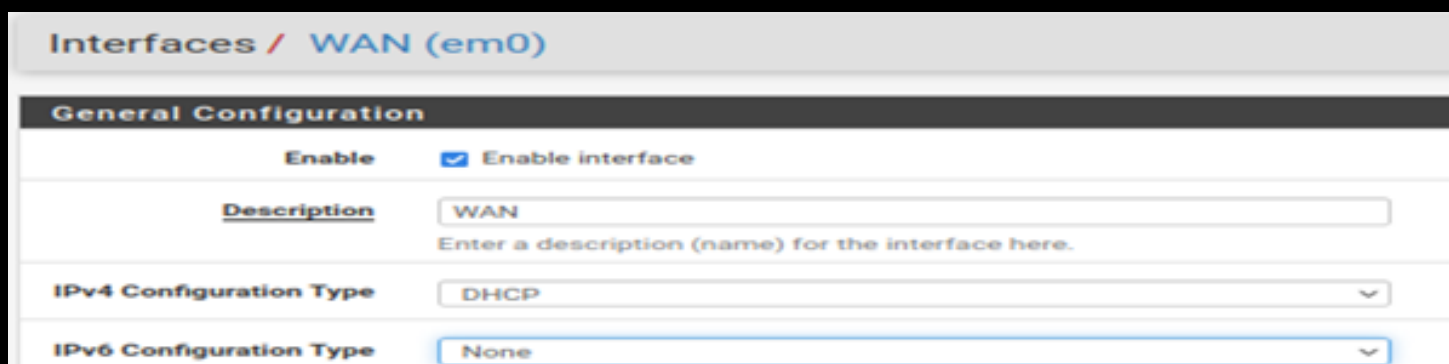 Interfaces / WAN (em0)
General Configuration
Enable Enable interface
Description WAN
Enter a description (name) for the interface here.
IPv4 Configuration Type DHCP
IPv6 Configuration Type None